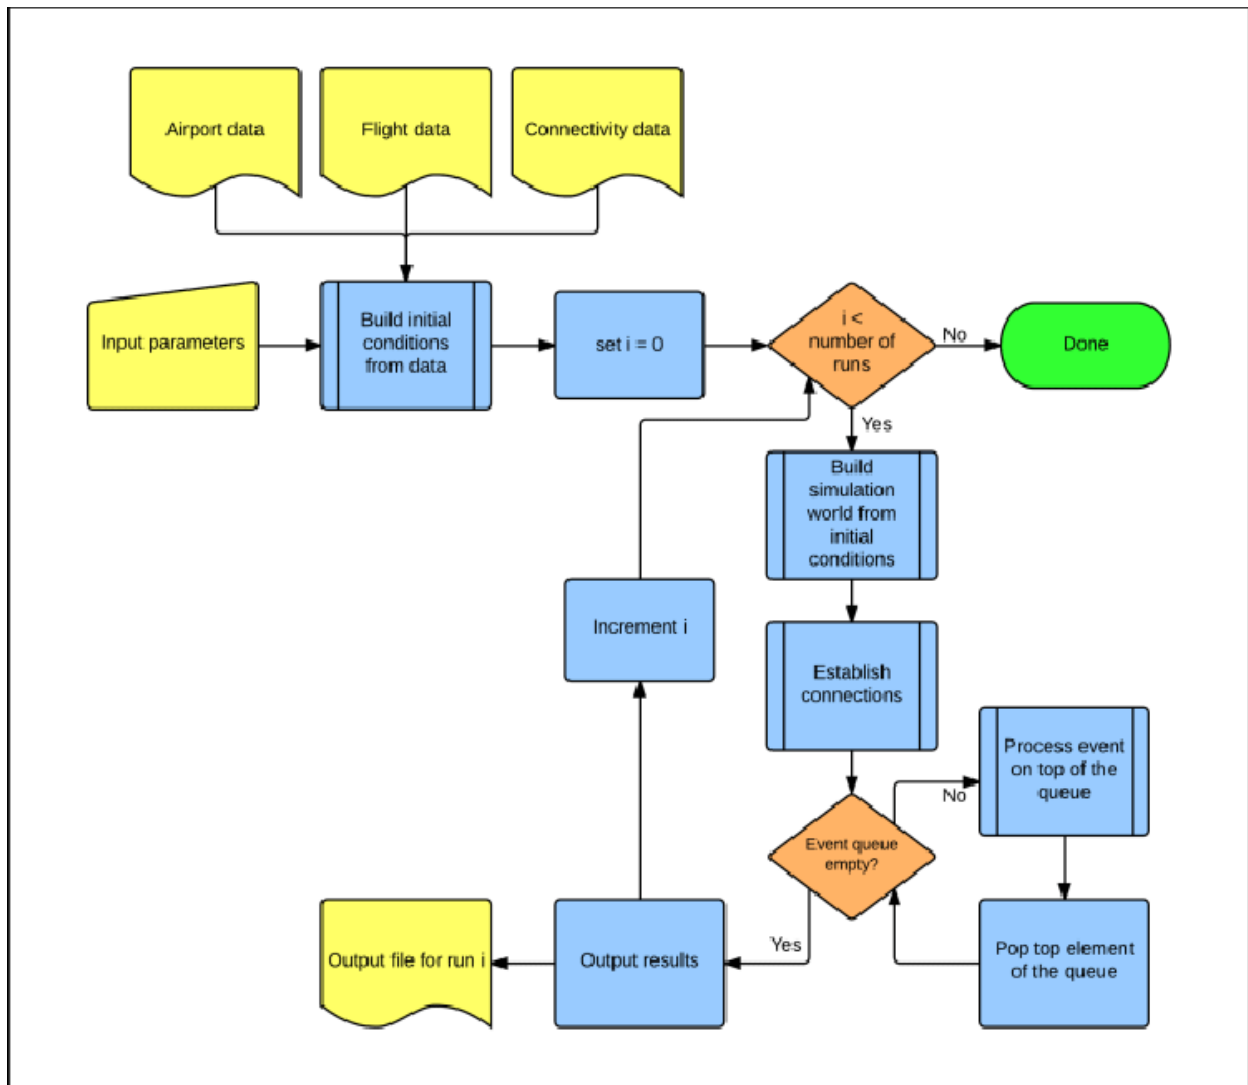 Airport data
Flight data
Connectivity data
Input parameters
Build initial
conditions
from data
set i = 0
i <
number of
runs
No
Done
Yes
Build
simulation
world from
initial
conditions
Increment i
Establish
connections
Process event
on top of the
queue
No
Event queue
empty?
Yes
Output file for run i
Output results
Pop top element
of the queue